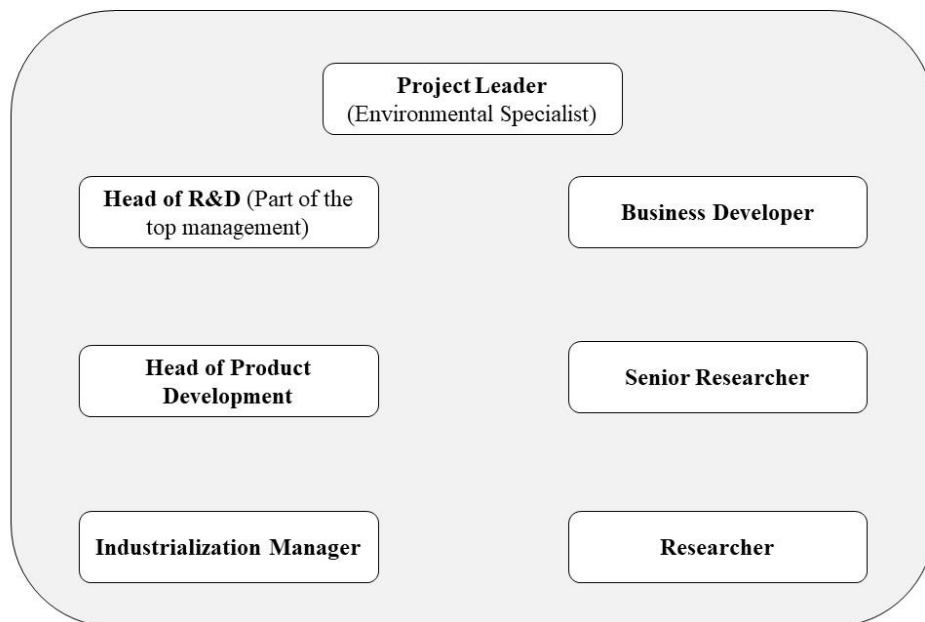 Project Leader
(Environmental Specialist)
Head of R&D (Part of the
top management)
Business Developer
Head of Product
Development
Senior Researcher
Industrialization Manager
Researcher